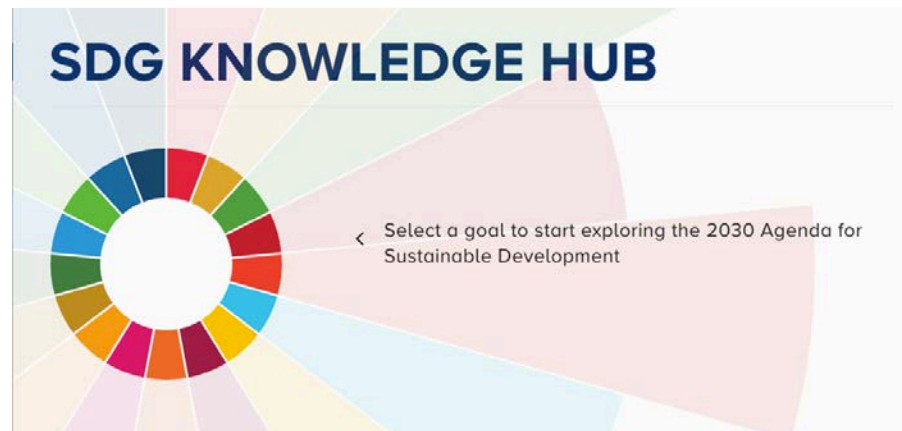 SDG KNOWLEDGE HUB
Select a goal to start exploring the 2030 Agenda for
Sustainable Development